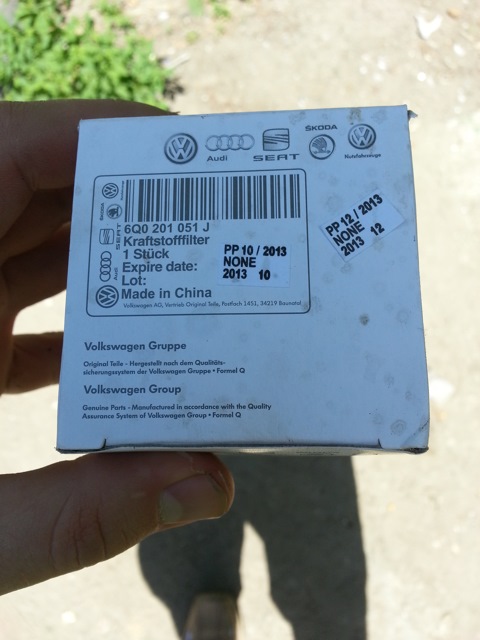 Audi SEAT ŠKODA Nutzfahrzeuge
ŠKODA
SEAT
Audi
6Q0 201 051 J
Kraftstofffilter
1 Stück
Expire date:
Lot:
Made in China
Volkswagen AG, Vertrieb Original Teile, Postfach 1451, 34219 Baunatal
PP 10 / 2013
NONE
2013 10
PP 12 / 2013
NONE
2013 12
Volkswagen Gruppe
Original Teile - Hergestellt nach dem Qualitäts-
sicherungssystem der Volkswagen Gruppe • Formel Q
Volkswagen Group
Genuine Parts - Manufactured in accordance with the Quality
Assurance System of Volkswagen Group • Formel Q